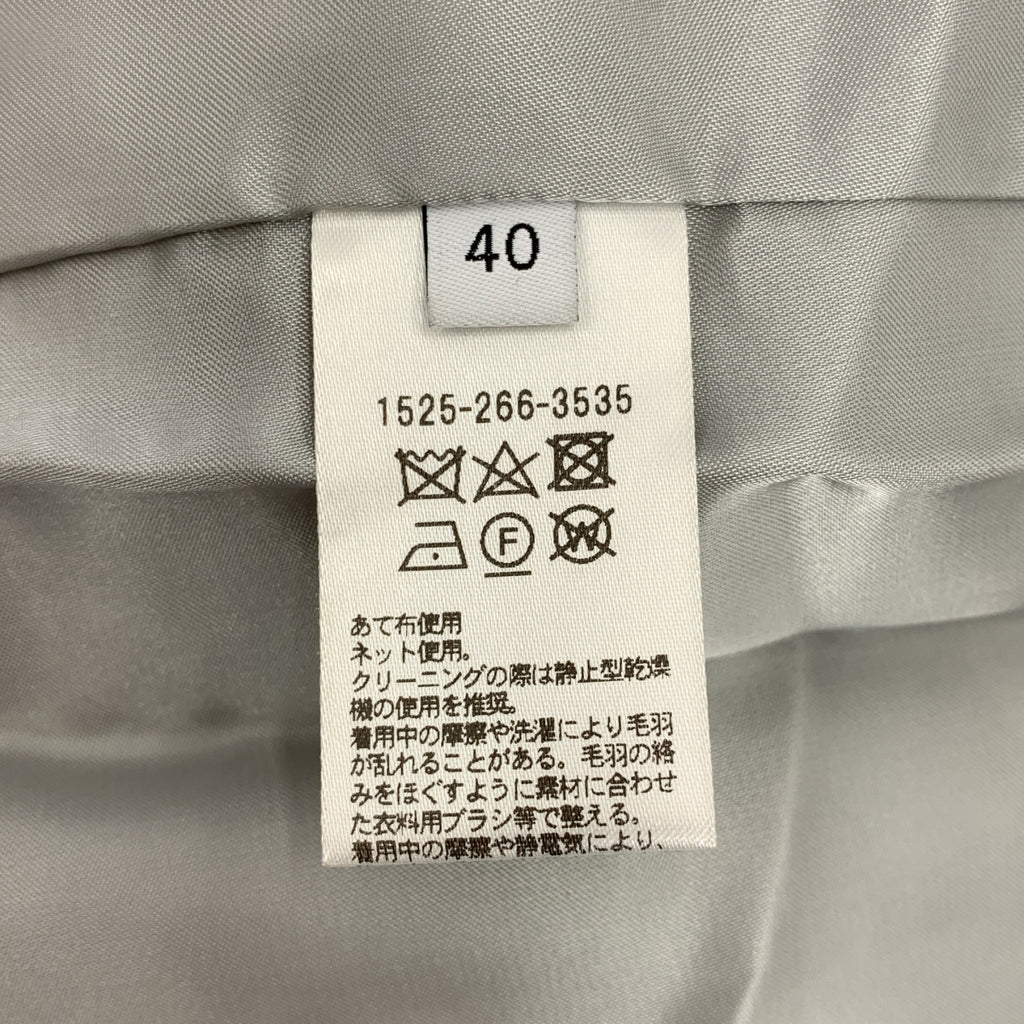 40
1525-266-3535
F
W
あて布使用
ネット使用。
クリーニングの際は静止型乾燥
機の使用を推奨。
着用中の摩擦や洗濯により毛羽
が乱れることがある。毛羽の絡
みをほぐすように素材に合わせ
た衣料用ブラシ等で整える。
着用中の摩擦や静電気により、